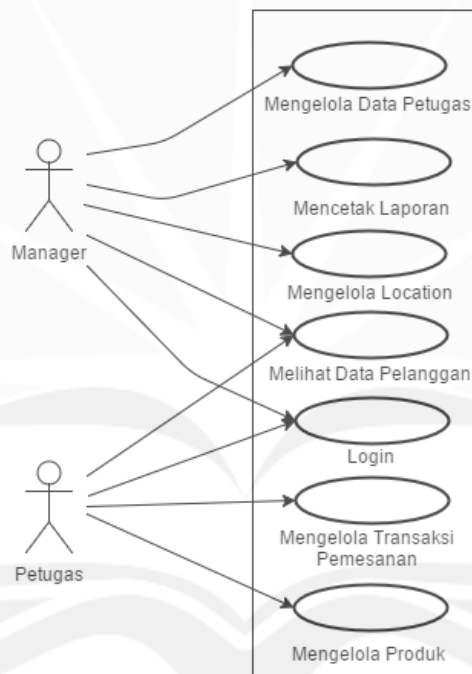 Mengelola Data Petugas
Mencetak Laporan
Manager
Mengelola Location
Melihat Data Pelanggan
Login
Petugas
Mengelola Transaksi
Pemesanan
Mengelola Produk